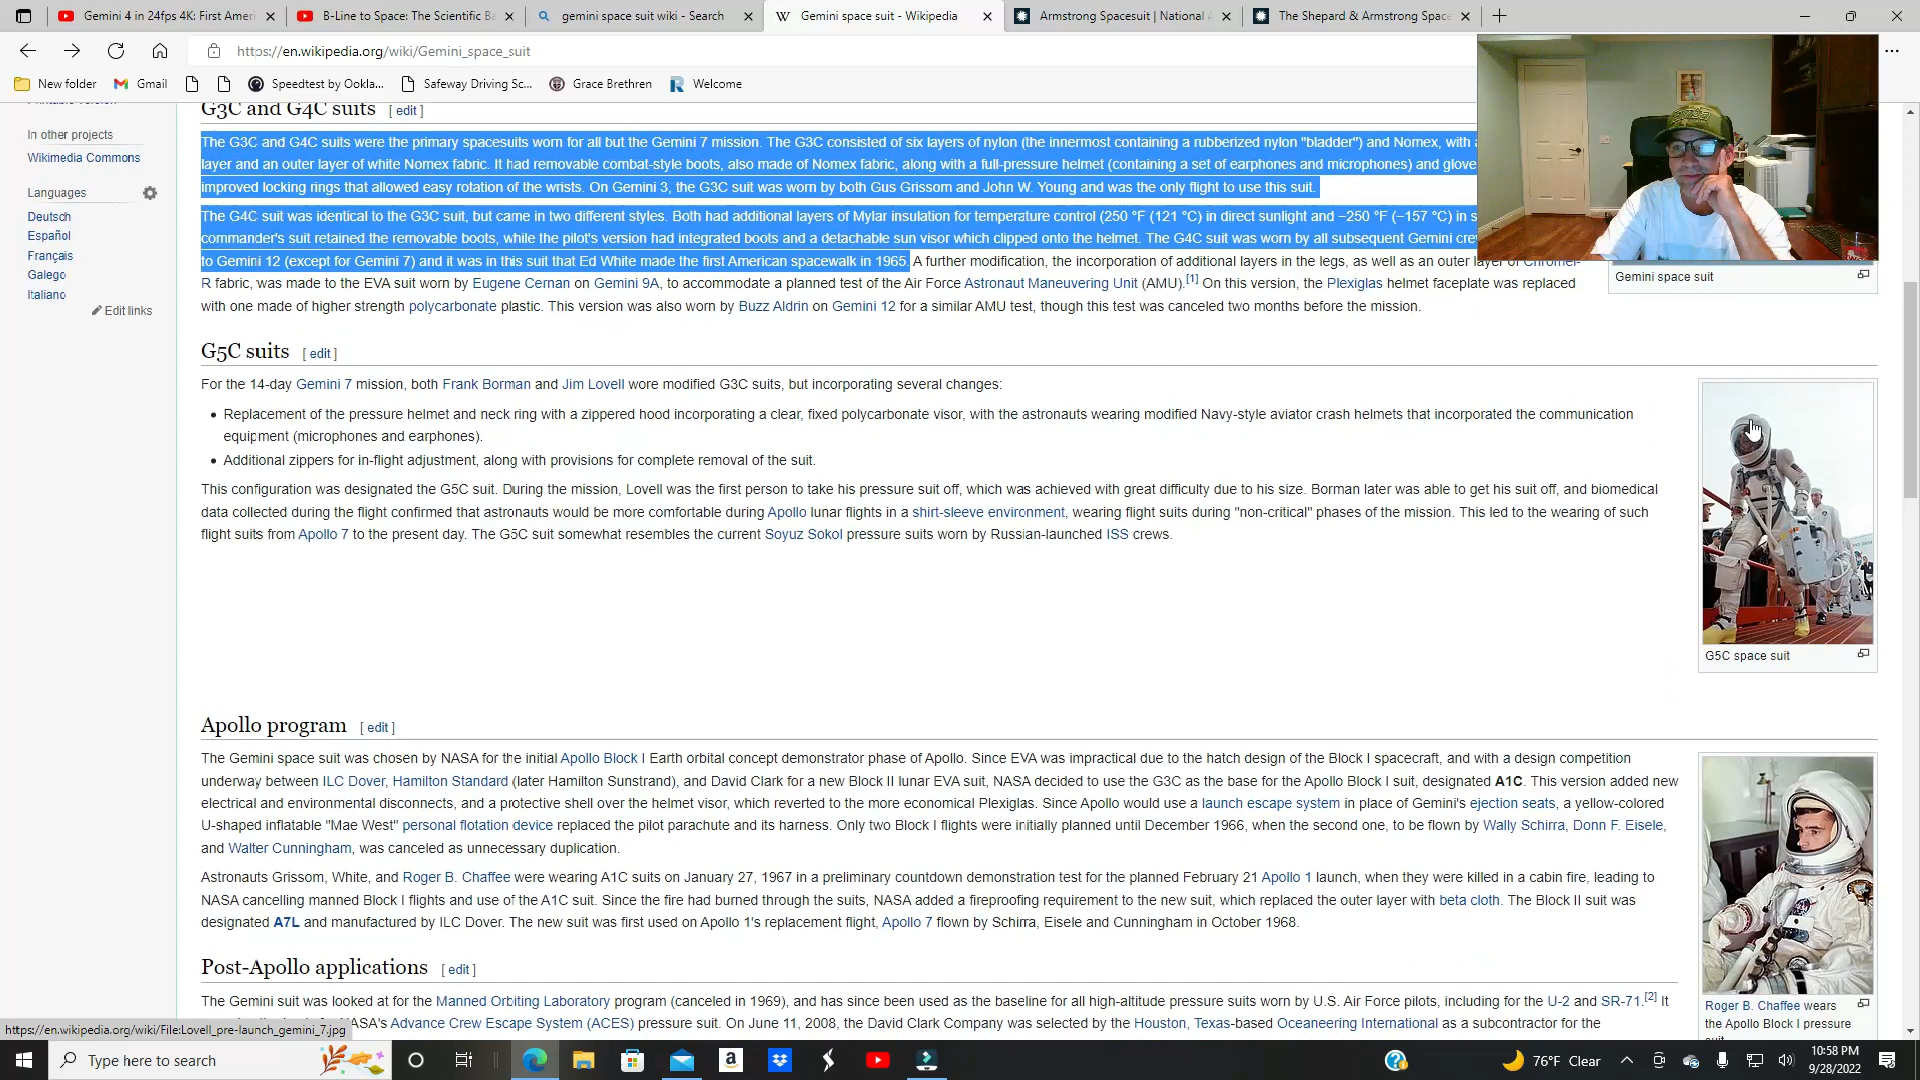 Gemini 4 in 24fps 4K: First Ameri
B-Line to Space: The Scientific Ba
gemini space suit wiki - Search
Gemini space suit - Wikipedia
Armstrong Spacesuit | National A
The Shepard & Armstrong Space
https://en.wikipedia.org/wiki/Gemini_space_suit
New folder
Gmail
Speedtest by Ookla...
Safeway Driving Sc...
Grace Brethren
Welcome
In other projects
Wikimedia Commons
Languages
Deutsch
Español
Français
Galego
Italiano
Edit links
G3C and G4C suits [ edit ]
The G3C and G4C suits were the primary spacesuits worn for all but the Gemini 7 mission. The G3C consisted of six layers of nylon (the innermost containing a rubberized nylon "bladder") and Nomex, with
layer and an outer layer of white Nomex fabric. It had removable combat-style boots, also made of Nomex fabric, along with a full-pressure helmet (containing a set of earphones and microphones) and glove
improved locking rings that allowed easy rotation of the wrists. On Gemini 3, the G3C suit was worn by both Gus Grissom and John W. Young and was the only flight to use this suit.
The G4C suit was identical to the G3C suit, but came in two different styles. Both had additional layers of Mylar insulation for temperature control (250 °F (121 °C) in direct sunlight and −250 °F (−157 °C) in s
commander's suit retained the removable boots, while the pilot's version had integrated boots and a detachable sun visor which clipped onto the helmet. The G4C suit was worn by all subsequent Gemini cre
to Gemini 12 (except for Gemini 7) and it was in this suit that Ed White made the first American spacewalk in 1965. A further modification, the incorporation of additional layers in the legs, as well as an outer layer of Chromel-
R fabric, was made to the EVA suit worn by Eugene Cernan on Gemini 9A, to accommodate a planned test of the Air Force Astronaut Maneuvering Unit (AMU).[1] On this version, the Plexiglas helmet faceplate was replaced
with one made of higher strength polycarbonate plastic. This version was also worn by Buzz Aldrin on Gemini 12 for a similar AMU test, though this test was canceled two months before the mission.
Gemini space suit
G5C suits [ edit ]
For the 14-day Gemini 7 mission, both Frank Borman and Jim Lovell wore modified G3C suits, but incorporating several changes:
• Replacement of the pressure helmet and neck ring with a zippered hood incorporating a clear, fixed polycarbonate visor, with the astronauts wearing modified Navy-style aviator crash helmets that incorporated the communication
equipment (microphones and earphones).
• Additional zippers for in-flight adjustment, along with provisions for complete removal of the suit.
This configuration was designated the G5C suit. During the mission, Lovell was the first person to take his pressure suit off, which was achieved with great difficulty due to his size. Borman later was able to get his suit off, and biomedical
data collected during the flight confirmed that astronauts would be more comfortable during Apollo lunar flights in a shirt-sleeve environment, wearing flight suits during "non-critical" phases of the mission. This led to the wearing of such
flight suits from Apollo 7 to the present day. The G5C suit somewhat resembles the current Soyuz Sokol pressure suits worn by Russian-launched ISS crews.
G5C space suit
Apollo program [ edit ]
The Gemini space suit was chosen by NASA for the initial Apollo Block I Earth orbital concept demonstrator phase of Apollo. Since EVA was impractical due to the hatch design of the Block I spacecraft, and with a design competition
underway between ILC Dover, Hamilton Standard (later Hamilton Sunstrand), and David Clark for a new Block II lunar EVA suit, NASA decided to use the G3C as the base for the Apollo Block I suit, designated A1C. This version added new
electrical and environmental disconnects, and a protective shell over the helmet visor, which reverted to the more economical Plexiglas. Since Apollo would use a launch escape system in place of Gemini's ejection seats, a yellow-colored
U-shaped inflatable "Mae West" personal flotation device replaced the pilot parachute and its harness. Only two Block I flights were initially planned until December 1966, when the second one, to be flown by Wally Schirra, Donn F. Eisele,
and Walter Cunningham, was canceled as unnecessary duplication.
Astronauts Grissom, White, and Roger B. Chaffee were wearing A1C suits on January 27, 1967 in a preliminary countdown demonstration test for the planned February 21 Apollo 1 launch, when they were killed in a cabin fire, leading to
NASA cancelling manned Block I flights and use of the A1C suit. Since the fire had burned through the suits, NASA added a fireproofing requirement to the new suit, which replaced the outer layer with beta cloth. The Block II suit was
designated A7L and manufactured by ILC Dover. The new suit was first used on Apollo 1's replacement flight, Apollo 7 flown by Schirra, Eisele and Cunningham in October 1968.
Roger B. Chaffee wears
the Apollo Block I pressure
Post-Apollo applications [ edit ]
The Gemini suit was looked at for the Manned Orbiting Laboratory program (canceled in 1969), and has since been used as the baseline for all high-altitude pressure suits worn by U.S. Air Force pilots, including for the U-2 and SR-71.[2] It
ASA's Advance Crew Escape System (ACES) pressure suit. On June 11, 2008, the David Clark Company was selected by the Houston, Texas-based Oceaneering International as a subcontractor for the
https://en.wikipedia.org/wiki/File:Lovell_pre-launch_gemini_7.jpg
Type here to search
76°F Clear
10:58 PM
9/28/2022